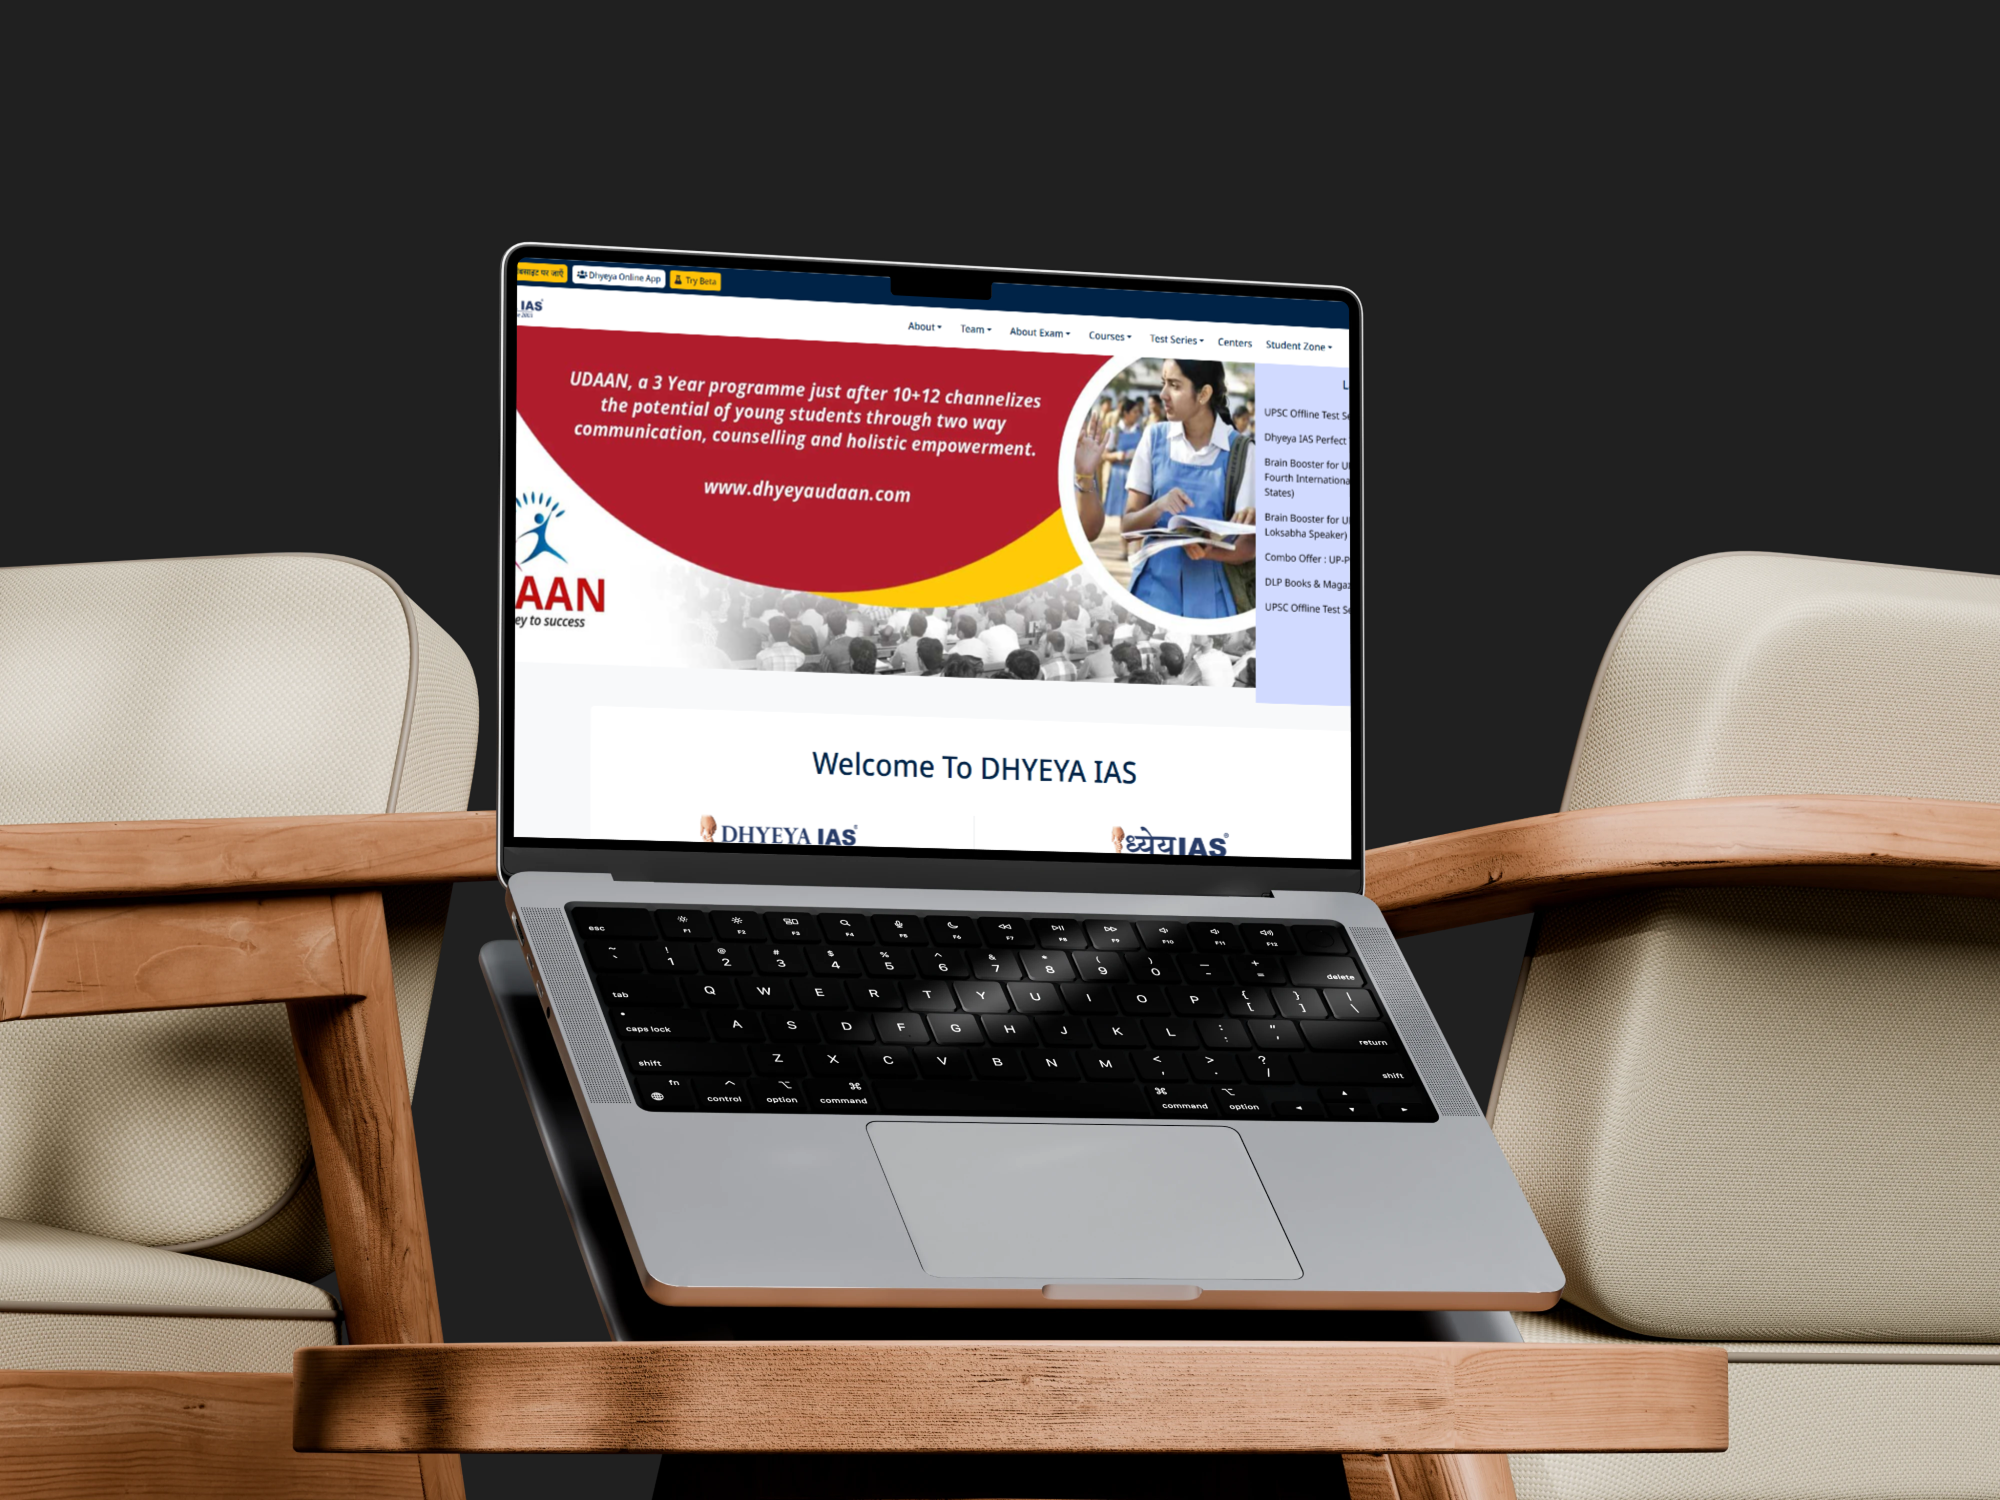 पर जाएँ
Dhyeya Online App
Try Beta
IAS
About
Team
About Exam
Courses
Test Series
Centers
Student Zone
UDAAN, a 3 Year programme just after 10+12 channelizes
the potential of young students through two way
communication, counselling and holistic empowerment.
www.dhyeyaudaan.com
AAN
ey to success
L
UPSC Offline Test Se
Dhyeya IAS Perfect
Brain Booster for U
Fourth Internationa
States)
Brain Booster for U
Loksabha Speaker)
Combo Offer : UP-P
DLP Books & Magaz
UPSC Offline Test Se
Welcome To DHYEYA IAS
DHYEYA IAS
ध्येयIAS
esc F1 F2 F3 F4 F5 F6 F7 F8 F9 F10 F11 F12
~ ! @ # $ % ^ & * ( ) — +
` 1 2 3 4 5 6 7 8 9 0 - =
delete
tab Q W E R T Y U I O P { [ } ] | \
caps lock A S D F G H J K L : ; " '
return
shift Z X C V B N M < , > . ? /
shift
fn control option command
command option